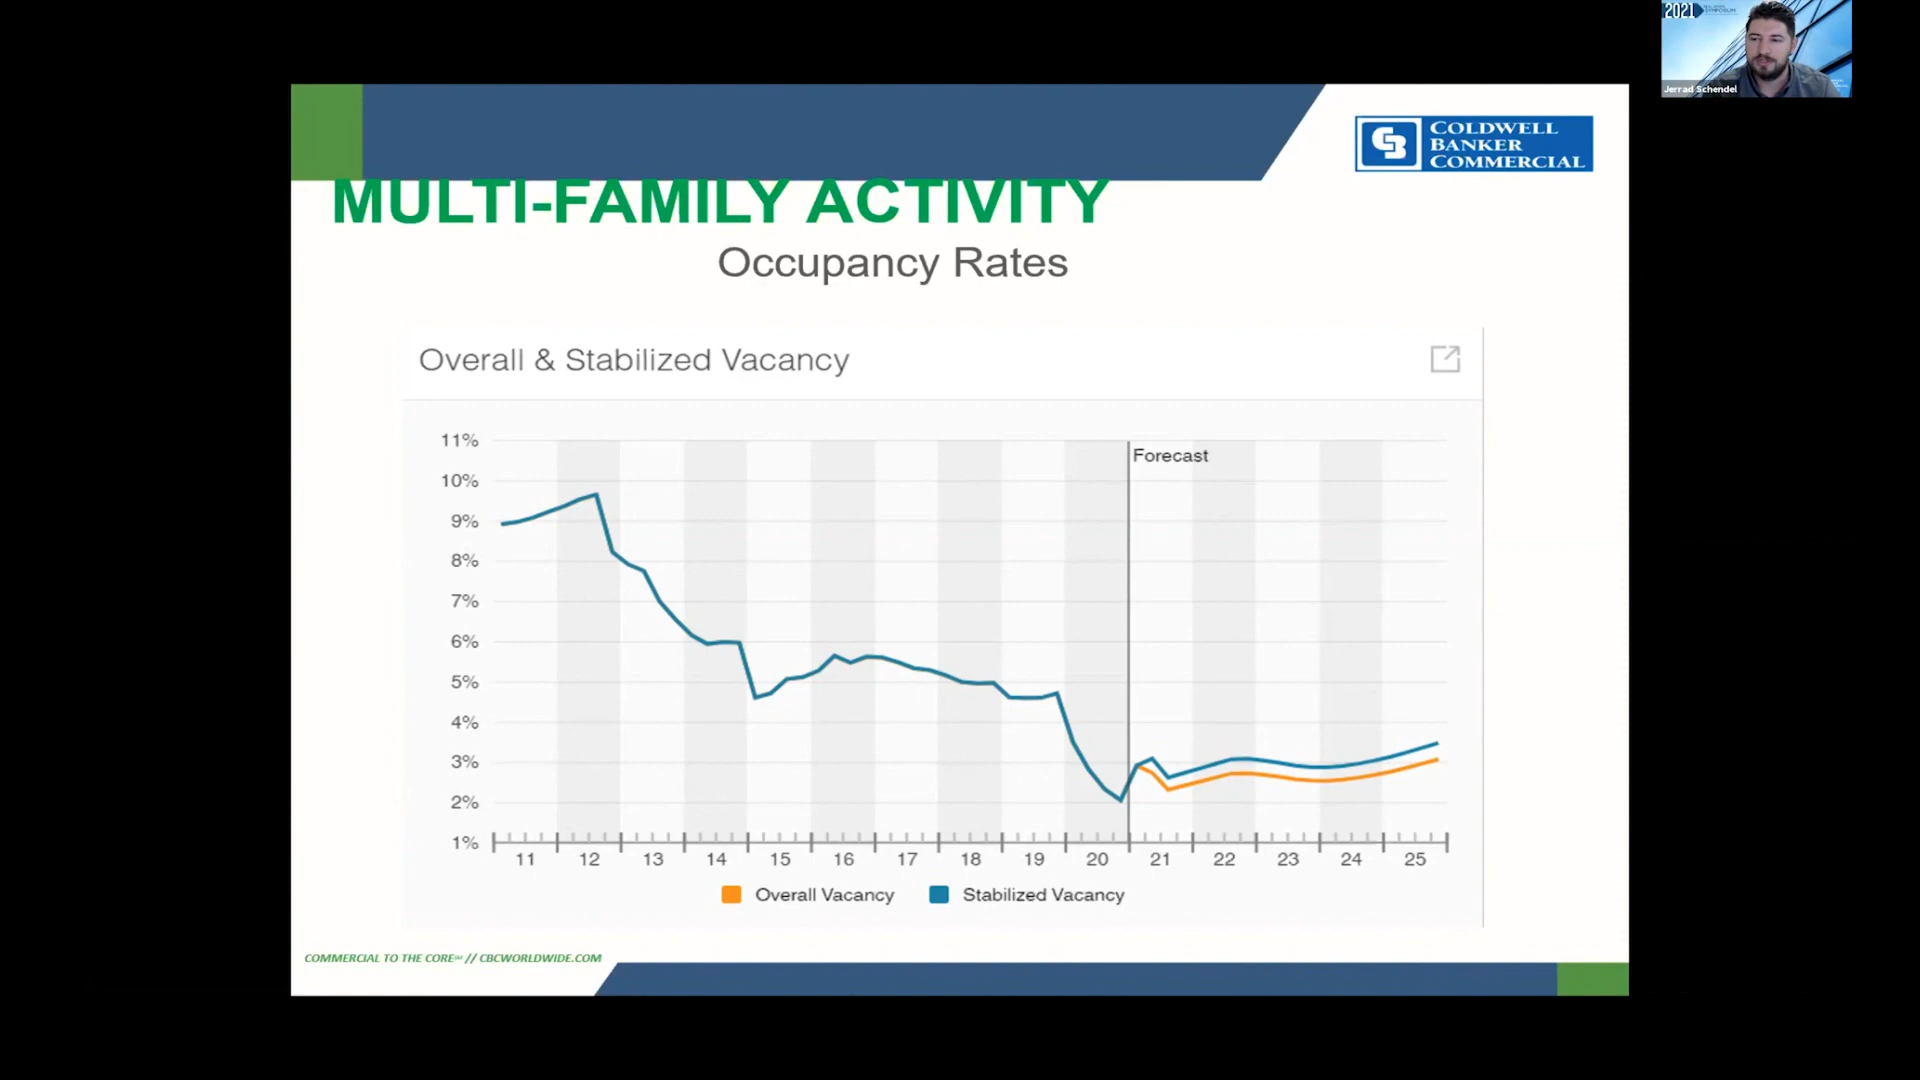 2021
SYMPOSIUM
Jerrad Schendel
COLDWELL
BANKER
COMMERCIAL
MULTI-FAMILY ACTIVITY
Occupancy Rates
Overall & Stabilized Vacancy
11%
10%
9%
8%
7%
6%
5%
4%
3%
2%
1%
Forecast
11 12 13 14 15 16 17 18 19 20 21 22 23 24 25
Overall Vacancy Stabilized Vacancy
COMMERCIAL TO THE CORE℠ // CBCWORLDWIDE.COM